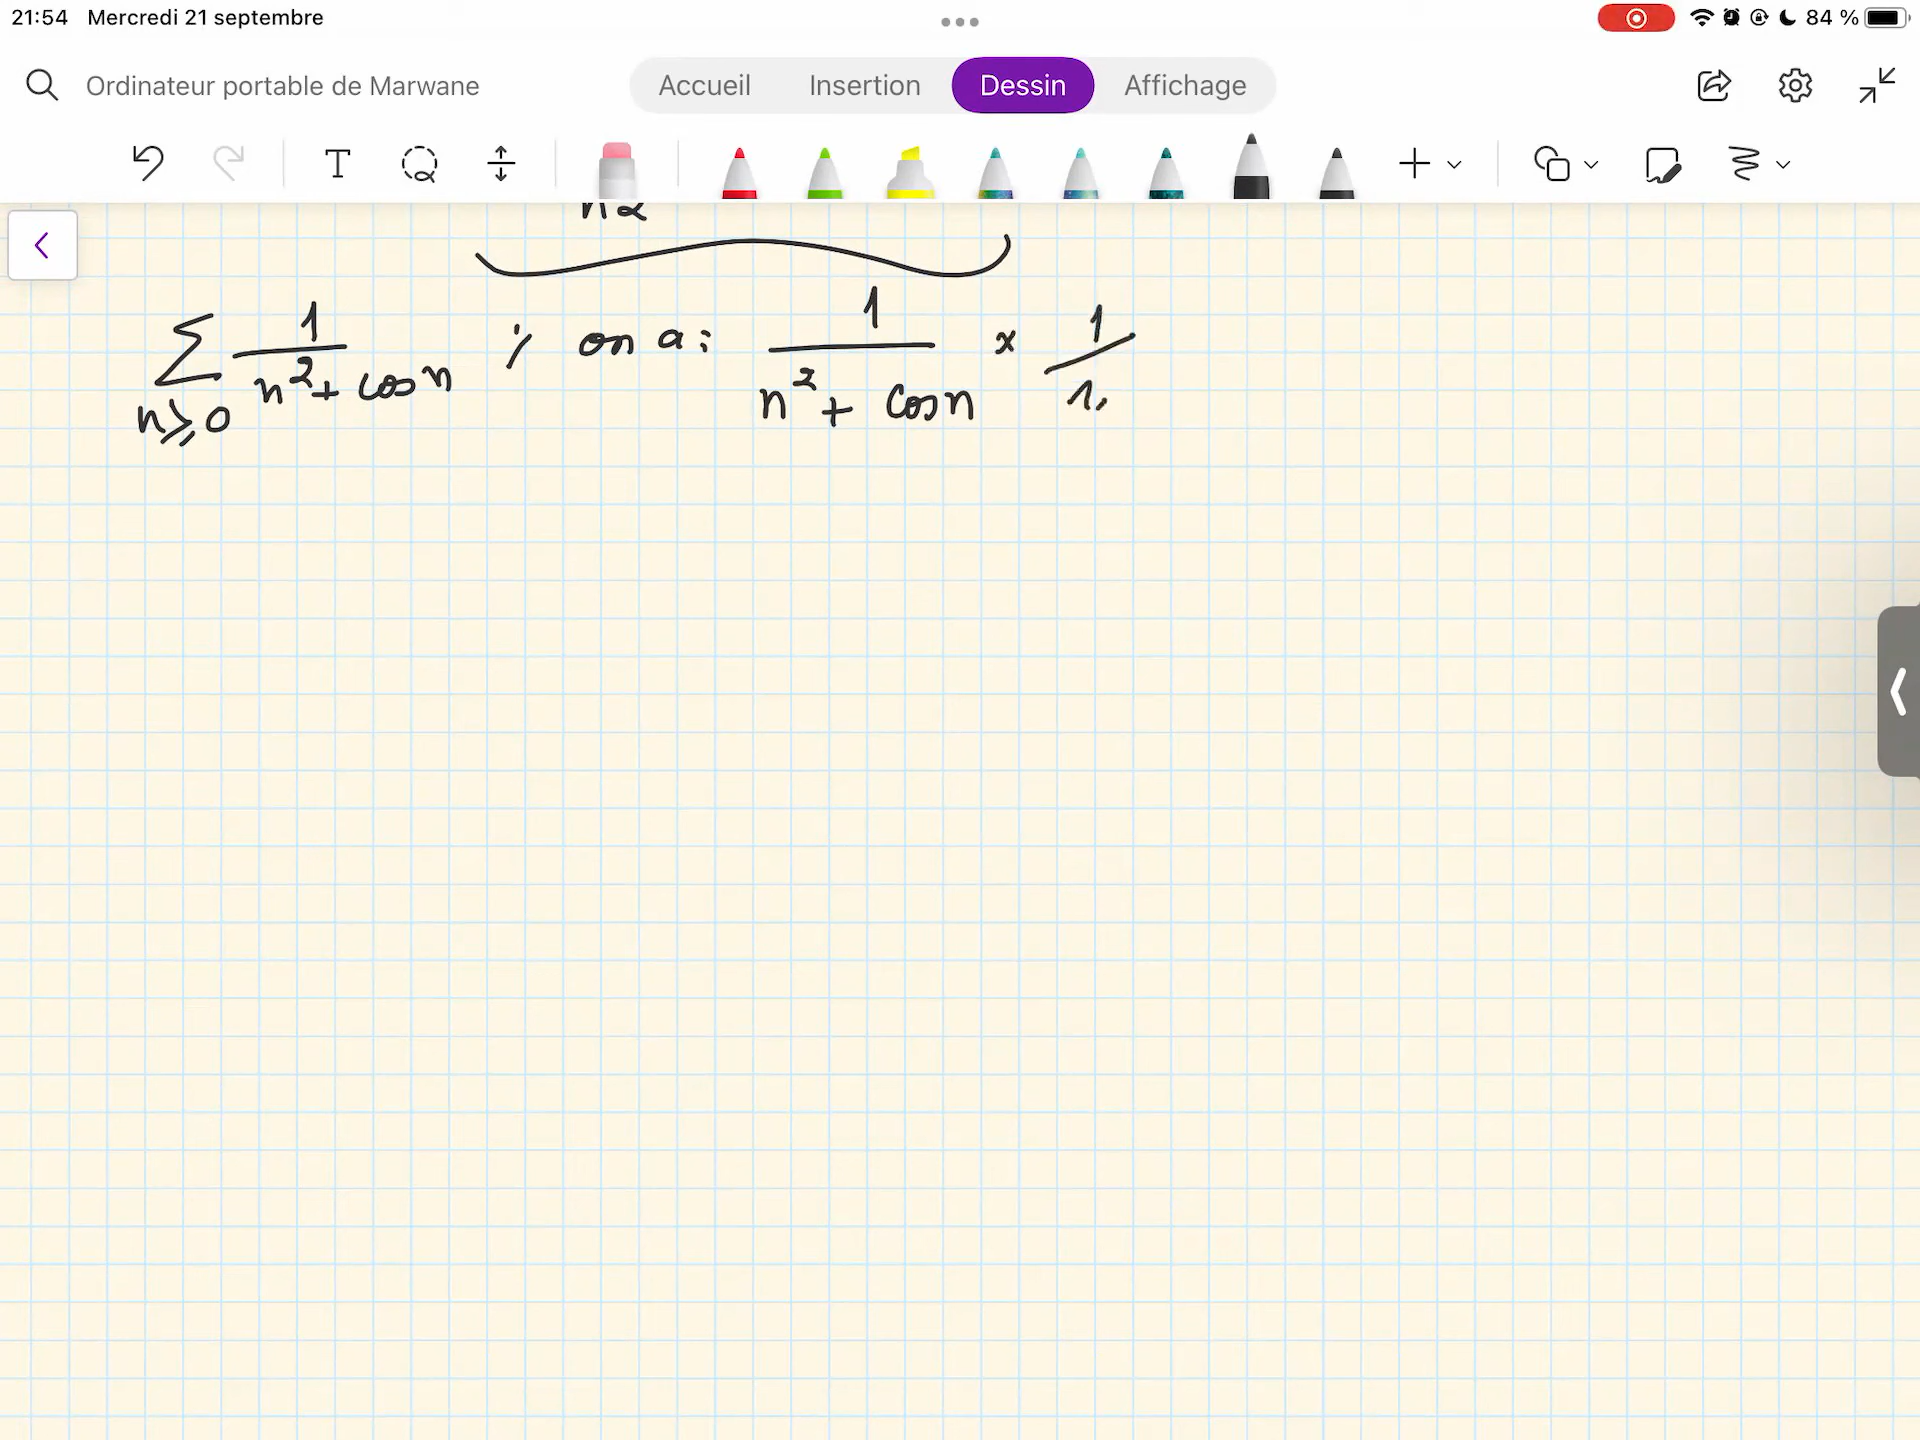 21:54 Mercredi 21 septembre 84 %
Ordinateur portable de Marwane Accueil Insertion Dessin Affichage
T
∑ n≥0 1/(n²+cos n) ; on a : 1/(n²+cos n) × 1/1,